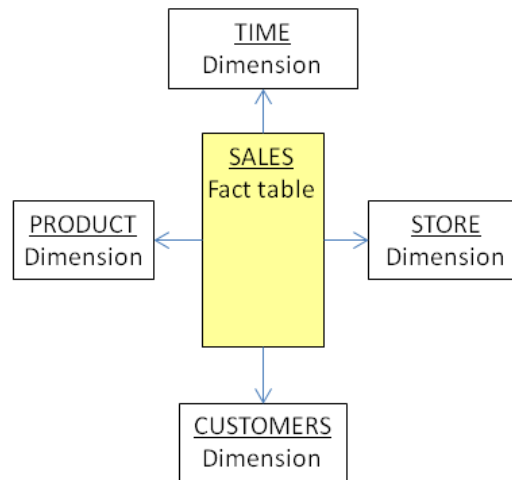 TIME
Dimension
SALES
Fact table
PRODUCT
Dimension
STORE
Dimension
CUSTOMERS
Dimension